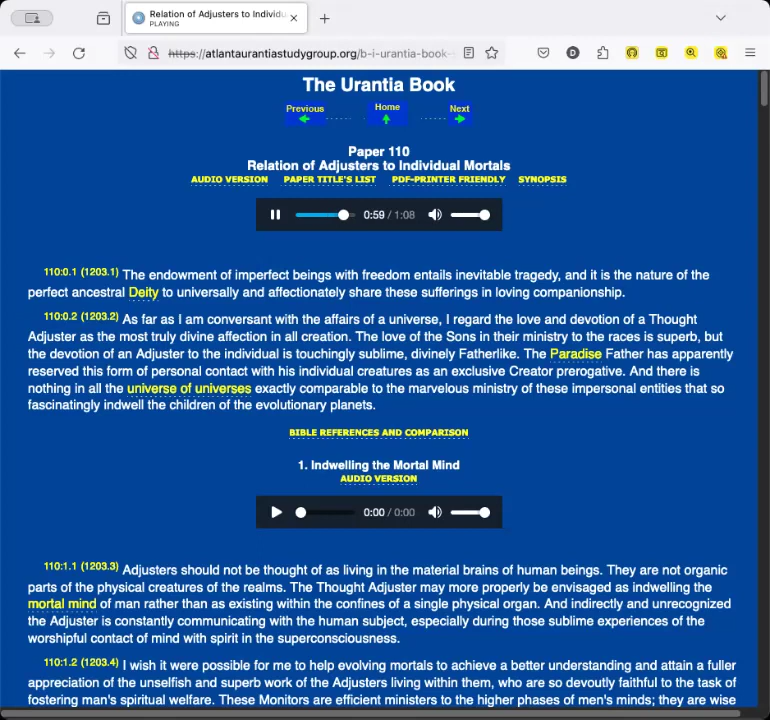 Relation of Adjusters to Individu
PLAYING
https://atlantaurantiastudygroup.org/b-i-urantia-book-
The Urantia Book
Previous
Home
Next
Paper 110
Relation of Adjusters to Individual Mortals
AUDIO VERSION PAPER TITLE'S LIST PDF-PRINTER FRIENDLY SYNOPSIS
0:59 / 1:08
110:0.1 (1203.1) The endowment of imperfect beings with freedom entails inevitable tragedy, and it is the nature of the
perfect ancestral Deity to universally and affectionately share these sufferings in loving companionship.
110:0.2 (1203.2) As far as I am conversant with the affairs of a universe, I regard the love and devotion of a Thought
Adjuster as the most truly divine affection in all creation. The love of the Sons in their ministry to the races is superb, but
the devotion of an Adjuster to the individual is touchingly sublime, divinely Fatherlike. The Paradise Father has apparently
reserved this form of personal contact with his individual creatures as an exclusive Creator prerogative. And there is
nothing in all the universe of universes exactly comparable to the marvelous ministry of these impersonal entities that so
fascinatingly indwell the children of the evolutionary planets.
BIBLE REFERENCES AND COMPARISON
1. Indwelling the Mortal Mind
AUDIO VERSION
0:00 / 0:00
110:1.1 (1203.3) Adjusters should not be thought of as living in the material brains of human beings. They are not organic
parts of the physical creatures of the realms. The Thought Adjuster may more properly be envisaged as indwelling the
mortal mind of man rather than as existing within the confines of a single physical organ. And indirectly and unrecognized
the Adjuster is constantly communicating with the human subject, especially during those sublime experiences of the
worshipful contact of mind with spirit in the superconsciousness.
110:1.2 (1203.4) I wish it were possible for me to help evolving mortals to achieve a better understanding and attain a fuller
appreciation of the unselfish and superb work of the Adjusters living within them, who are so devoutly faithful to the task of
fostering man's spiritual welfare. These Monitors are efficient ministers to the higher phases of men's minds; they are wise